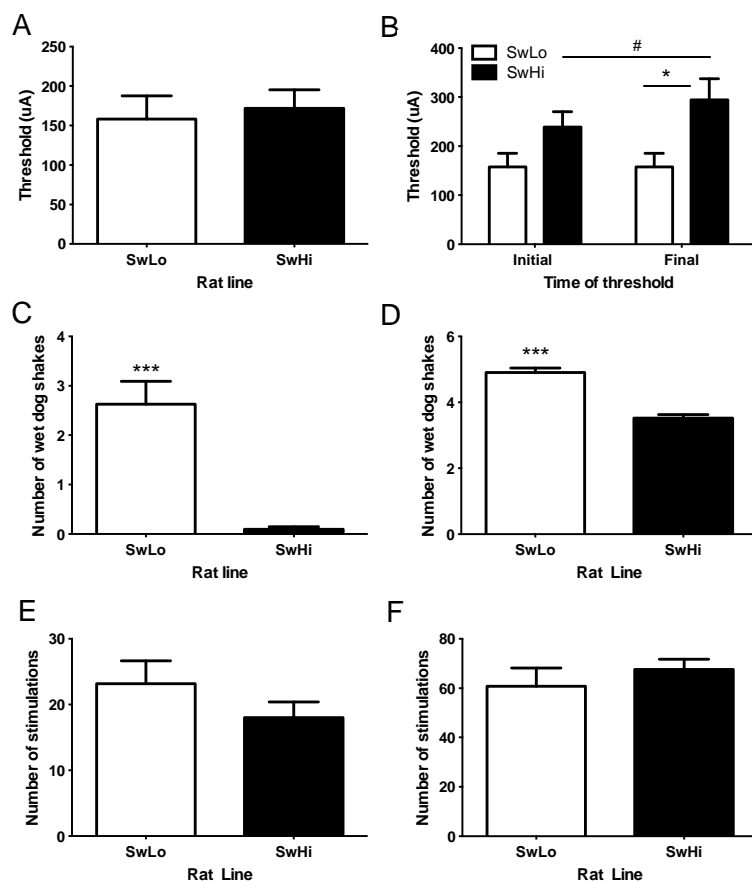 A
Threshold (uA)
250
200
150
100
50
0
SwLo
SwHi
Rat line
B
Threshold (uA)
400
300
200
100
0
SwLo
SwHi
#
*
Initial
Final
Time of threshold
C
Number of wet dog shakes
4
3
2
1
0
***
SwLo
SwHi
Rat line
D
Number of wet dog shakes
6
4
2
0
***
SwLo
SwHi
Rat Line
E
Number of stimulations
30
20
10
0
SwLo
SwHi
Rat Line
F
Number of stimulations
80
60
40
20
0
SwLo
SwHi
Rat Line